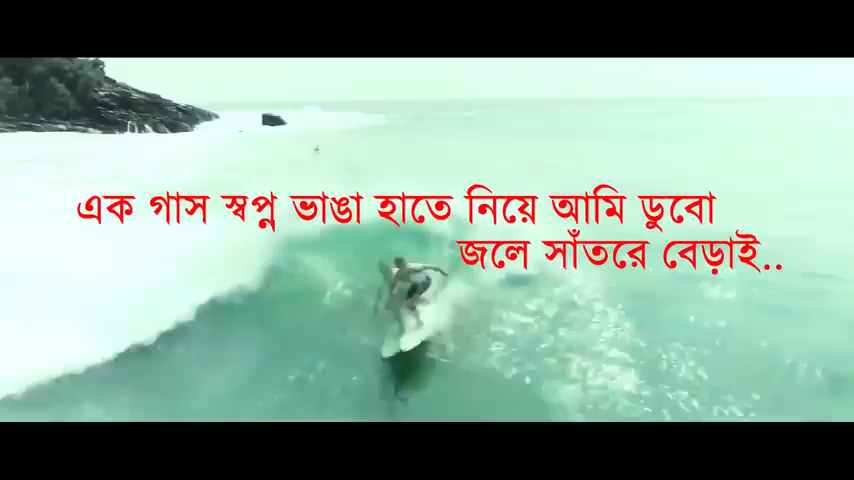 এক গাস স্বপ্ন ভাঙা হাতে নিয়ে আমি ডুবো
জলে সাঁতরে বেড়াই..